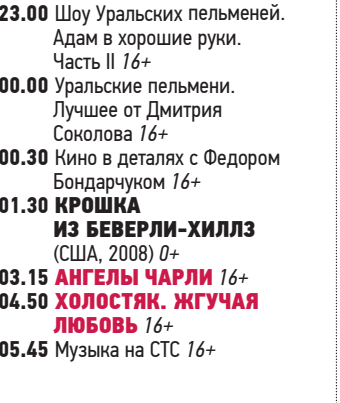 23.00 Шоу Уральских пельменей.
Адам в хорошие руки.
Часть II 16+
00.00 Уральские пельмени.
Лучшее от Дмитрия
Соколова 16+
00.30 Кино в деталях с Федором
Бондарчуком 16+
01.30 КРОШКА
ИЗ БЕВЕРЛИ-ХИЛЛЗ
(США, 2008) 0+
03.15 АНГЕЛЫ ЧАРЛИ 16+
04.50 ХОЛОСТЯК. ЖГУЧАЯ
ЛЮБОВЬ 16+
05.45 Музыка на СТС 16+